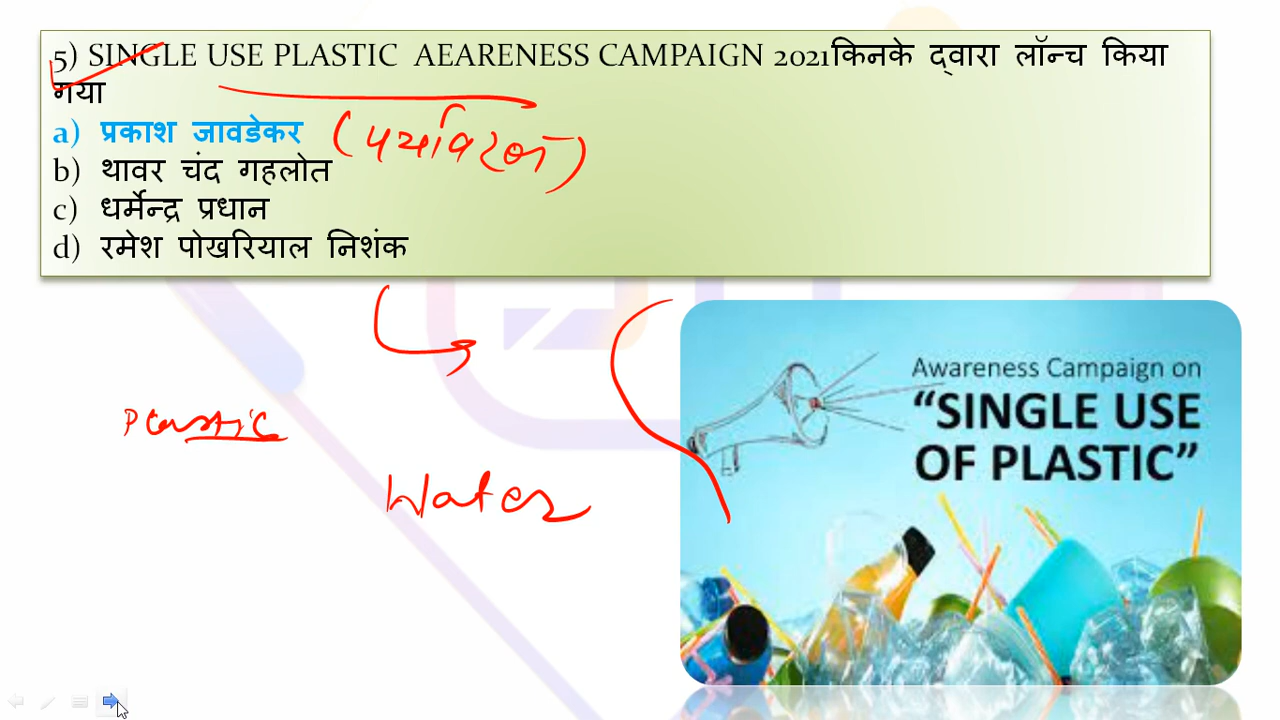 5) SINGLE USE PLASTIC AEARENESS CAMPAIGN 2021किनके द्वारा लॉन्च किया
गया
a) प्रकाश जावडेकर (पर्यावरण)
b) थावर चंद गहलोत
c) धर्मेन्द्र प्रधान
d) रमेश पोखरियाल निशंक
Awareness Campaign on
“SINGLE USE
OF PLASTIC”
Plastic
Water